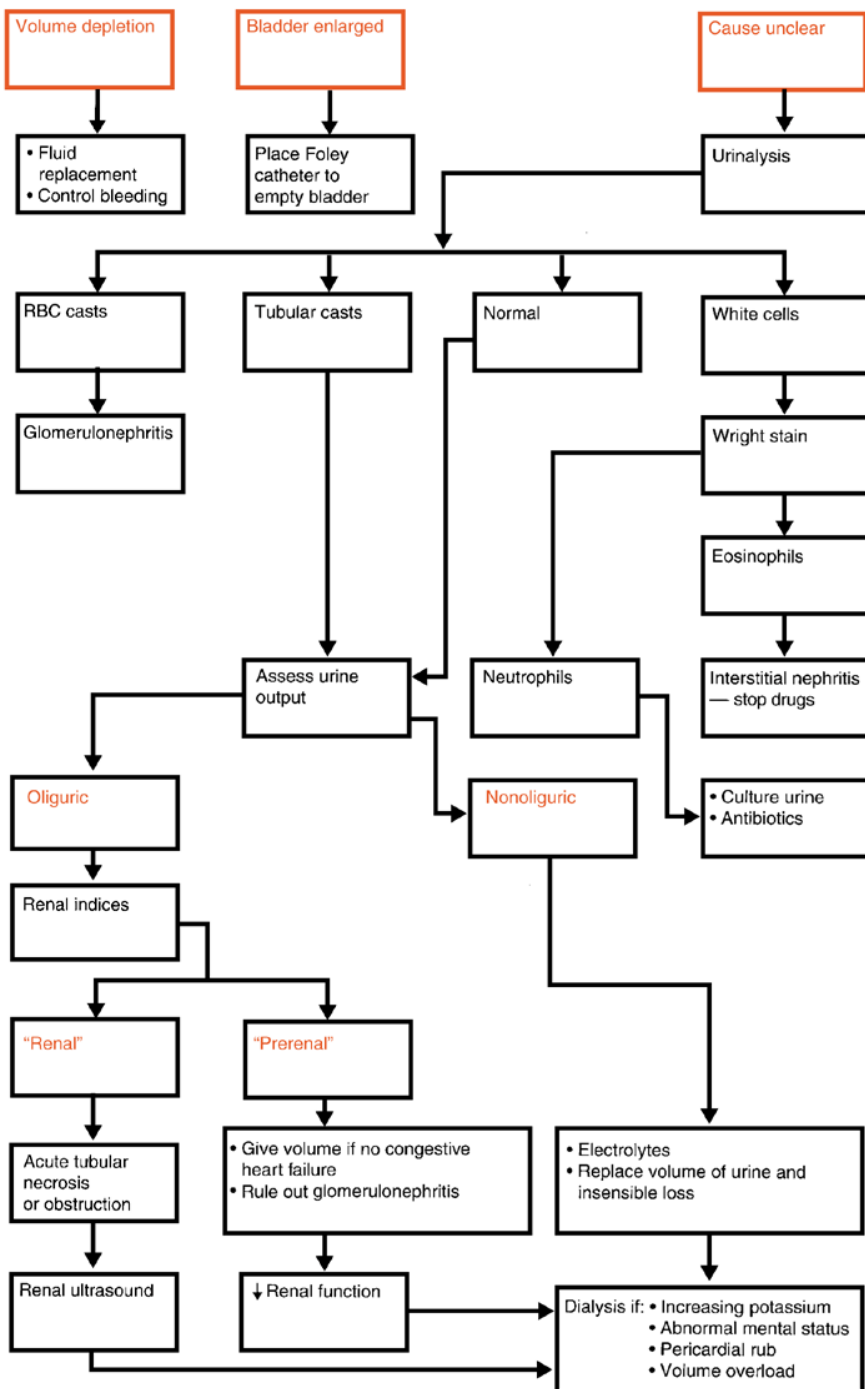 Volume depletion
Bladder enlarged
Cause unclear
• Fluid
replacement
• Control bleeding
Place Foley
catheter to
empty bladder
Urinalysis
RBC casts
Tubular casts
Normal
White cells
Glomerulonephritis
Wright stain
Eosinophils
Assess urine
output
Neutrophils
Interstitial nephritis
— stop drugs
Oliguric
Nonoliguric
• Culture urine
• Antibiotics
Renal indices
“Renal”
“Prerenal”
Acute tubular
necrosis
or obstruction
• Give volume if no congestive
heart failure
• Rule out glomerulonephritis
• Electrolytes
• Replace volume of urine and
insensible loss
Renal ultrasound
↓ Renal function
Dialysis if: • Increasing potassium
• Abnormal mental status
• Pericardial rub
• Volume overload